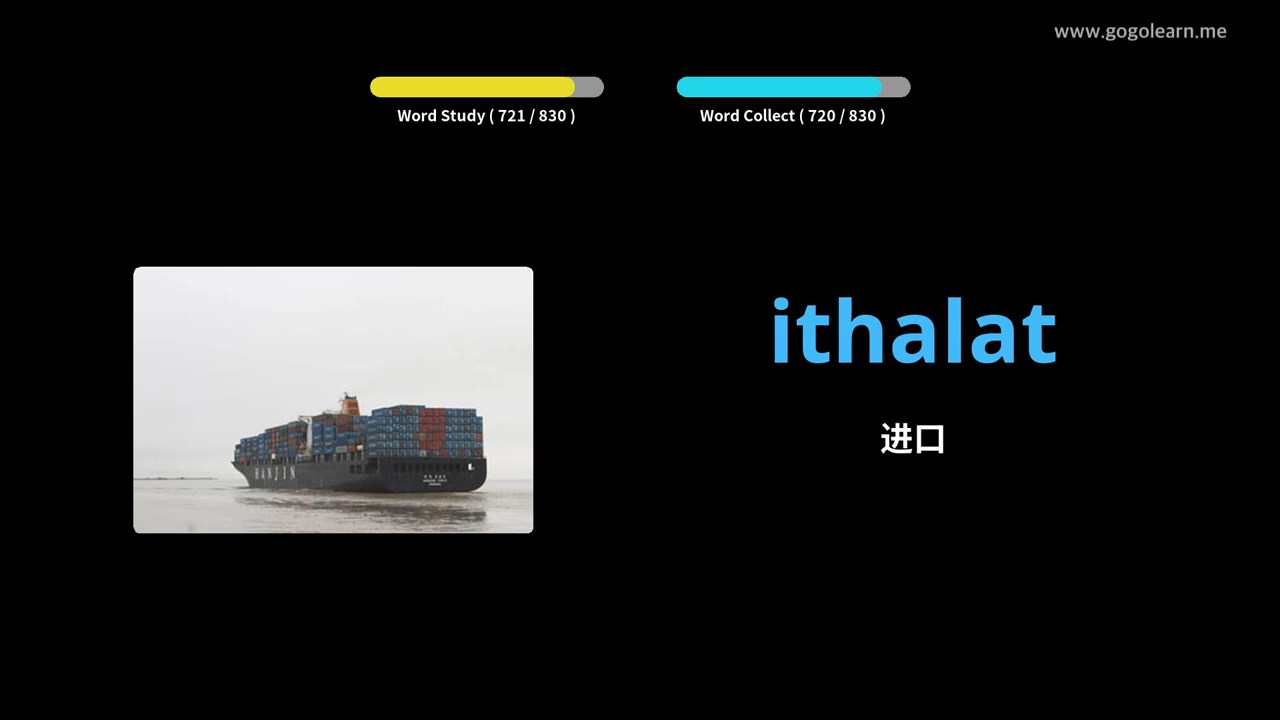 www.gogolearn.me
Word Study ( 721 / 830 )
Word Collect ( 720 / 830 )
ithalat
进口
HANJIN